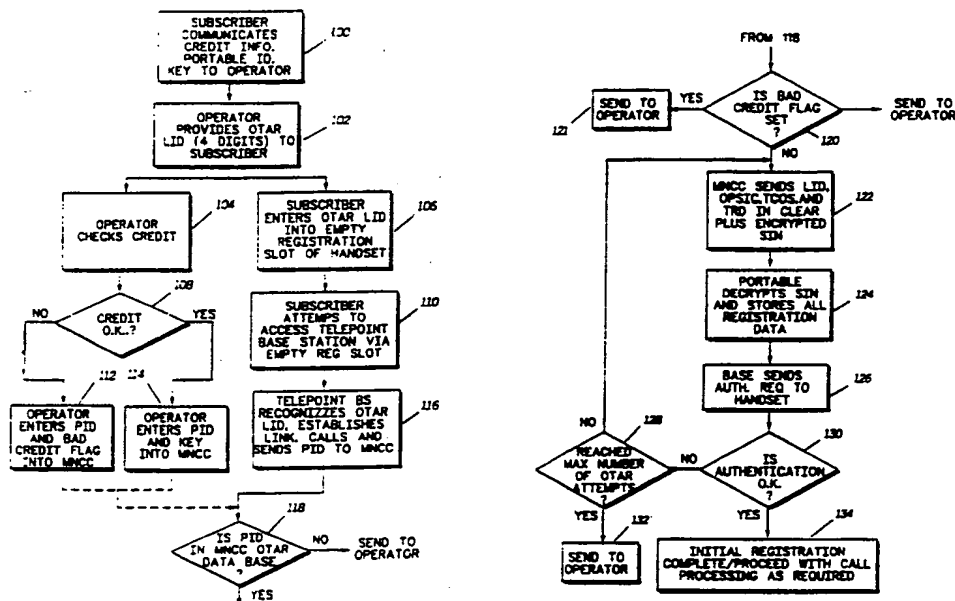 SUBSCRIBER
COMMUNICATES
CREDIT INFO.
PORTABLE ID.
KEY TO OPERATOR
100
OPERATOR
PROVIDES OTAR
LID (4 DIGITS) TO
SUBSCRIBER
102
OPERATOR
CHECKS CREDIT
104
SUBSCRIBER
ENTERS OTAR LID
INTO EMPTY
REGISTRATION
SLOT OF HANDSET
106
CREDIT
O.K.?
108
NO
YES
SUBSCRIBER
ATTEMPS TO
ACCESS TELEPOINT
BASE STATION VIA
EMPTY REG SLOT
110
112
114
OPERATOR
ENTERS PID
AND BAD
CREDIT FLAG
INTO MNCC
OPERATOR
ENTERS PID
AND KEY
INTO MNCC
TELEPOINT BS
RECOGNIZZES OTAR
LID, ESTABLISHES
LINK. CALLS AND
SENDS PID TO MNCC
116
118
IS PID
IN MNCC OTAR
DATA BASE
?
NO
SEND TO
OPERATOR
YES
FROM 118
IS BAD
CREDIT FLAG
SET
?
120
YES
SEND TO
OPERATOR
121
SEND TO
OPERATOR
NO
MNCC SENDS LID,
OPSIC,TCOS,AND
TRD IN CLEAR
PLUS ENCRYPTED
SIN
122
PORTABLE
DECRYPTS SIN
AND STORES ALL
REGISTRATION
DATA
124
BASE SENDS
AUTH. REQ TO
HANDSET
126
NO
128
REACHED
MAX NUMBER
OF OTAR
ATTEMPTS
?
NO
130
IS
AUTHENTICATION
O.K.
?
YES
132
SEND TO
OPERATOR
YES
134
INITIAL REGISTRATION
COMPLETE/PROCEED WITH CALL
PROCESSING AS REQUIRED